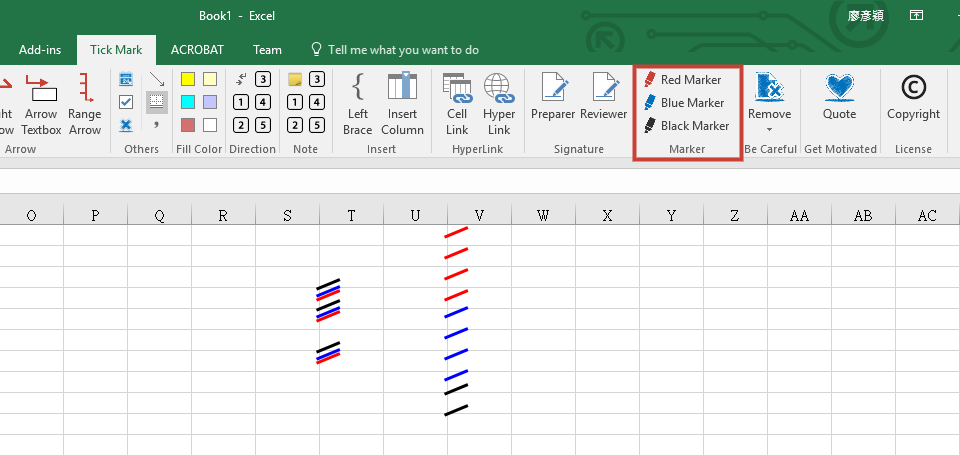 Book1 - Excel
廖彥穎
Add-ins Tick Mark ACROBAT Team Tell me what you want to do
Arrow Textbox
Range Arrow
Arrow
Others
Fill Color
3
1 4
2 5
Direction
3
1 4
2 5
Note
Left Brace
Insert Column
Insert
Cell Link
Hyper Link
HyperLink
Preparer
Reviewer
Signature
Red Marker
Blue Marker
Black Marker
Marker
Remove
Be Careful
Quote
Get Motivated
Copyright
License
O P Q R S T U V W X Y Z AA AB AC